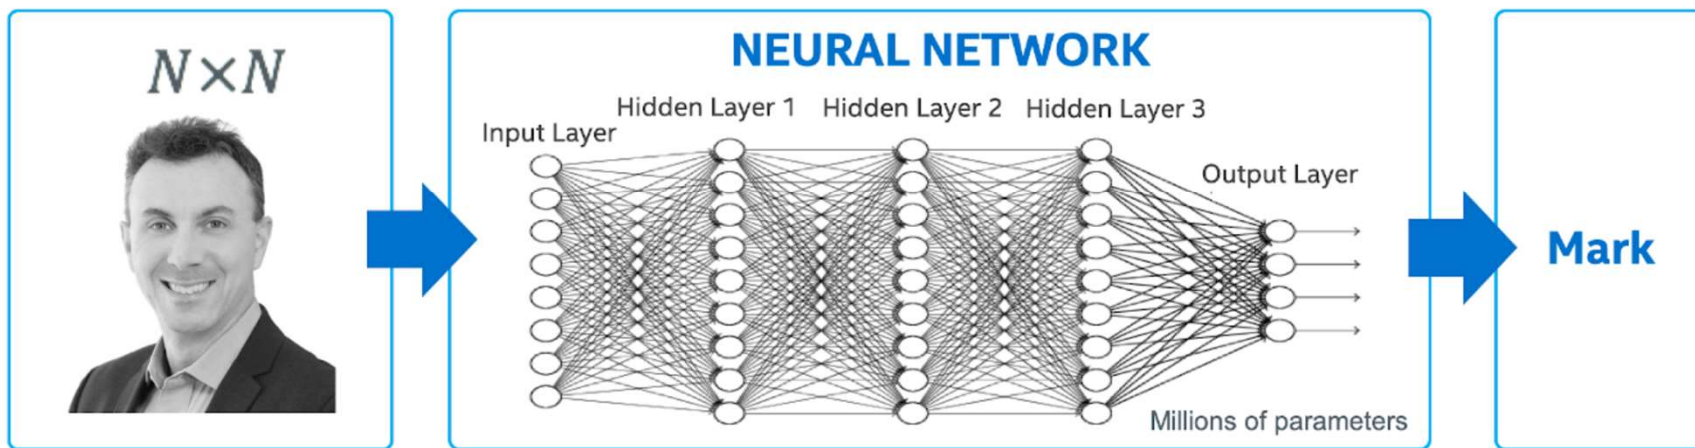 N×N
NEURAL NETWORK
Input Layer
Hidden Layer 1
Hidden Layer 2
Hidden Layer 3
Output Layer
Millions of parameters
Mark